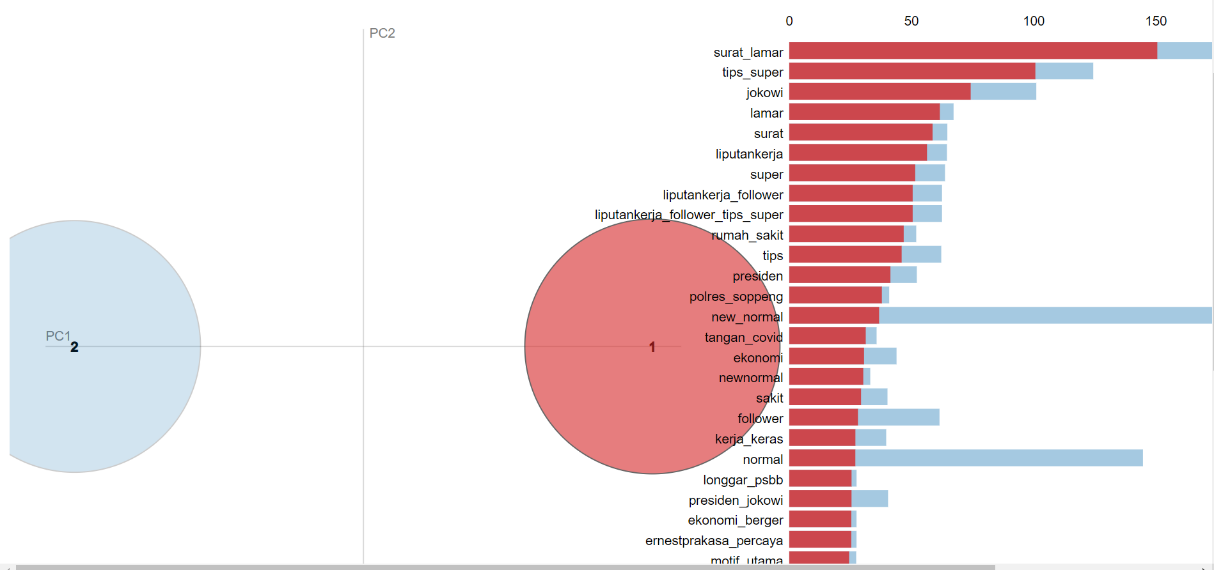 PC2
PC1
2
1
0 50 100 150
surat_lamar
tips_super
jokowi
lamar
surat
liputankerja
super
liputankerja_follower
liputankerja_follower_tips_super
rumah_sakit
tips
presiden
polres_soppeng
new_normal
tangan_covid
ekonomi
newnormal
sakit
follower
kerja_keras
normal
longgar_psbb
presiden_jokowi
ekonomi_berger
ernestprakasa_percaya
motif_utama